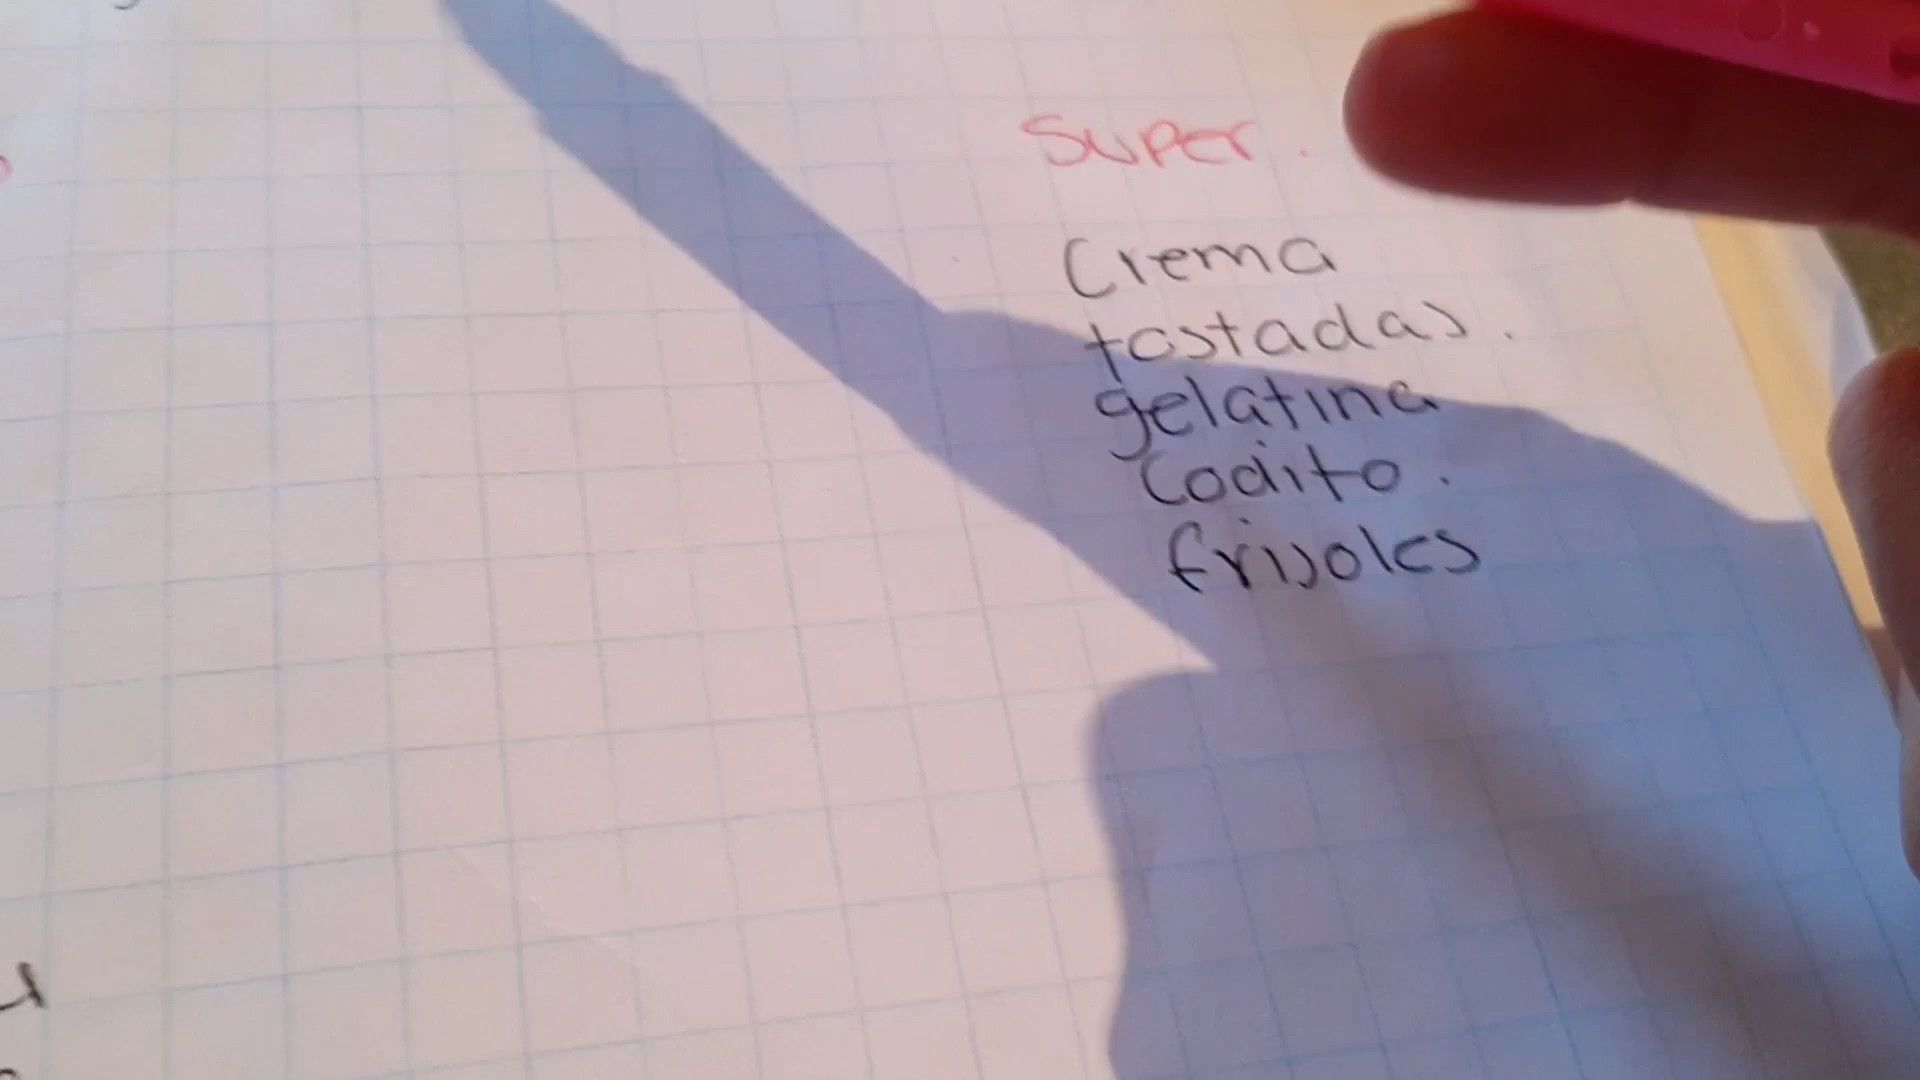 Super.
Crema
tostadas.
gelatina
Codito.
frijoles